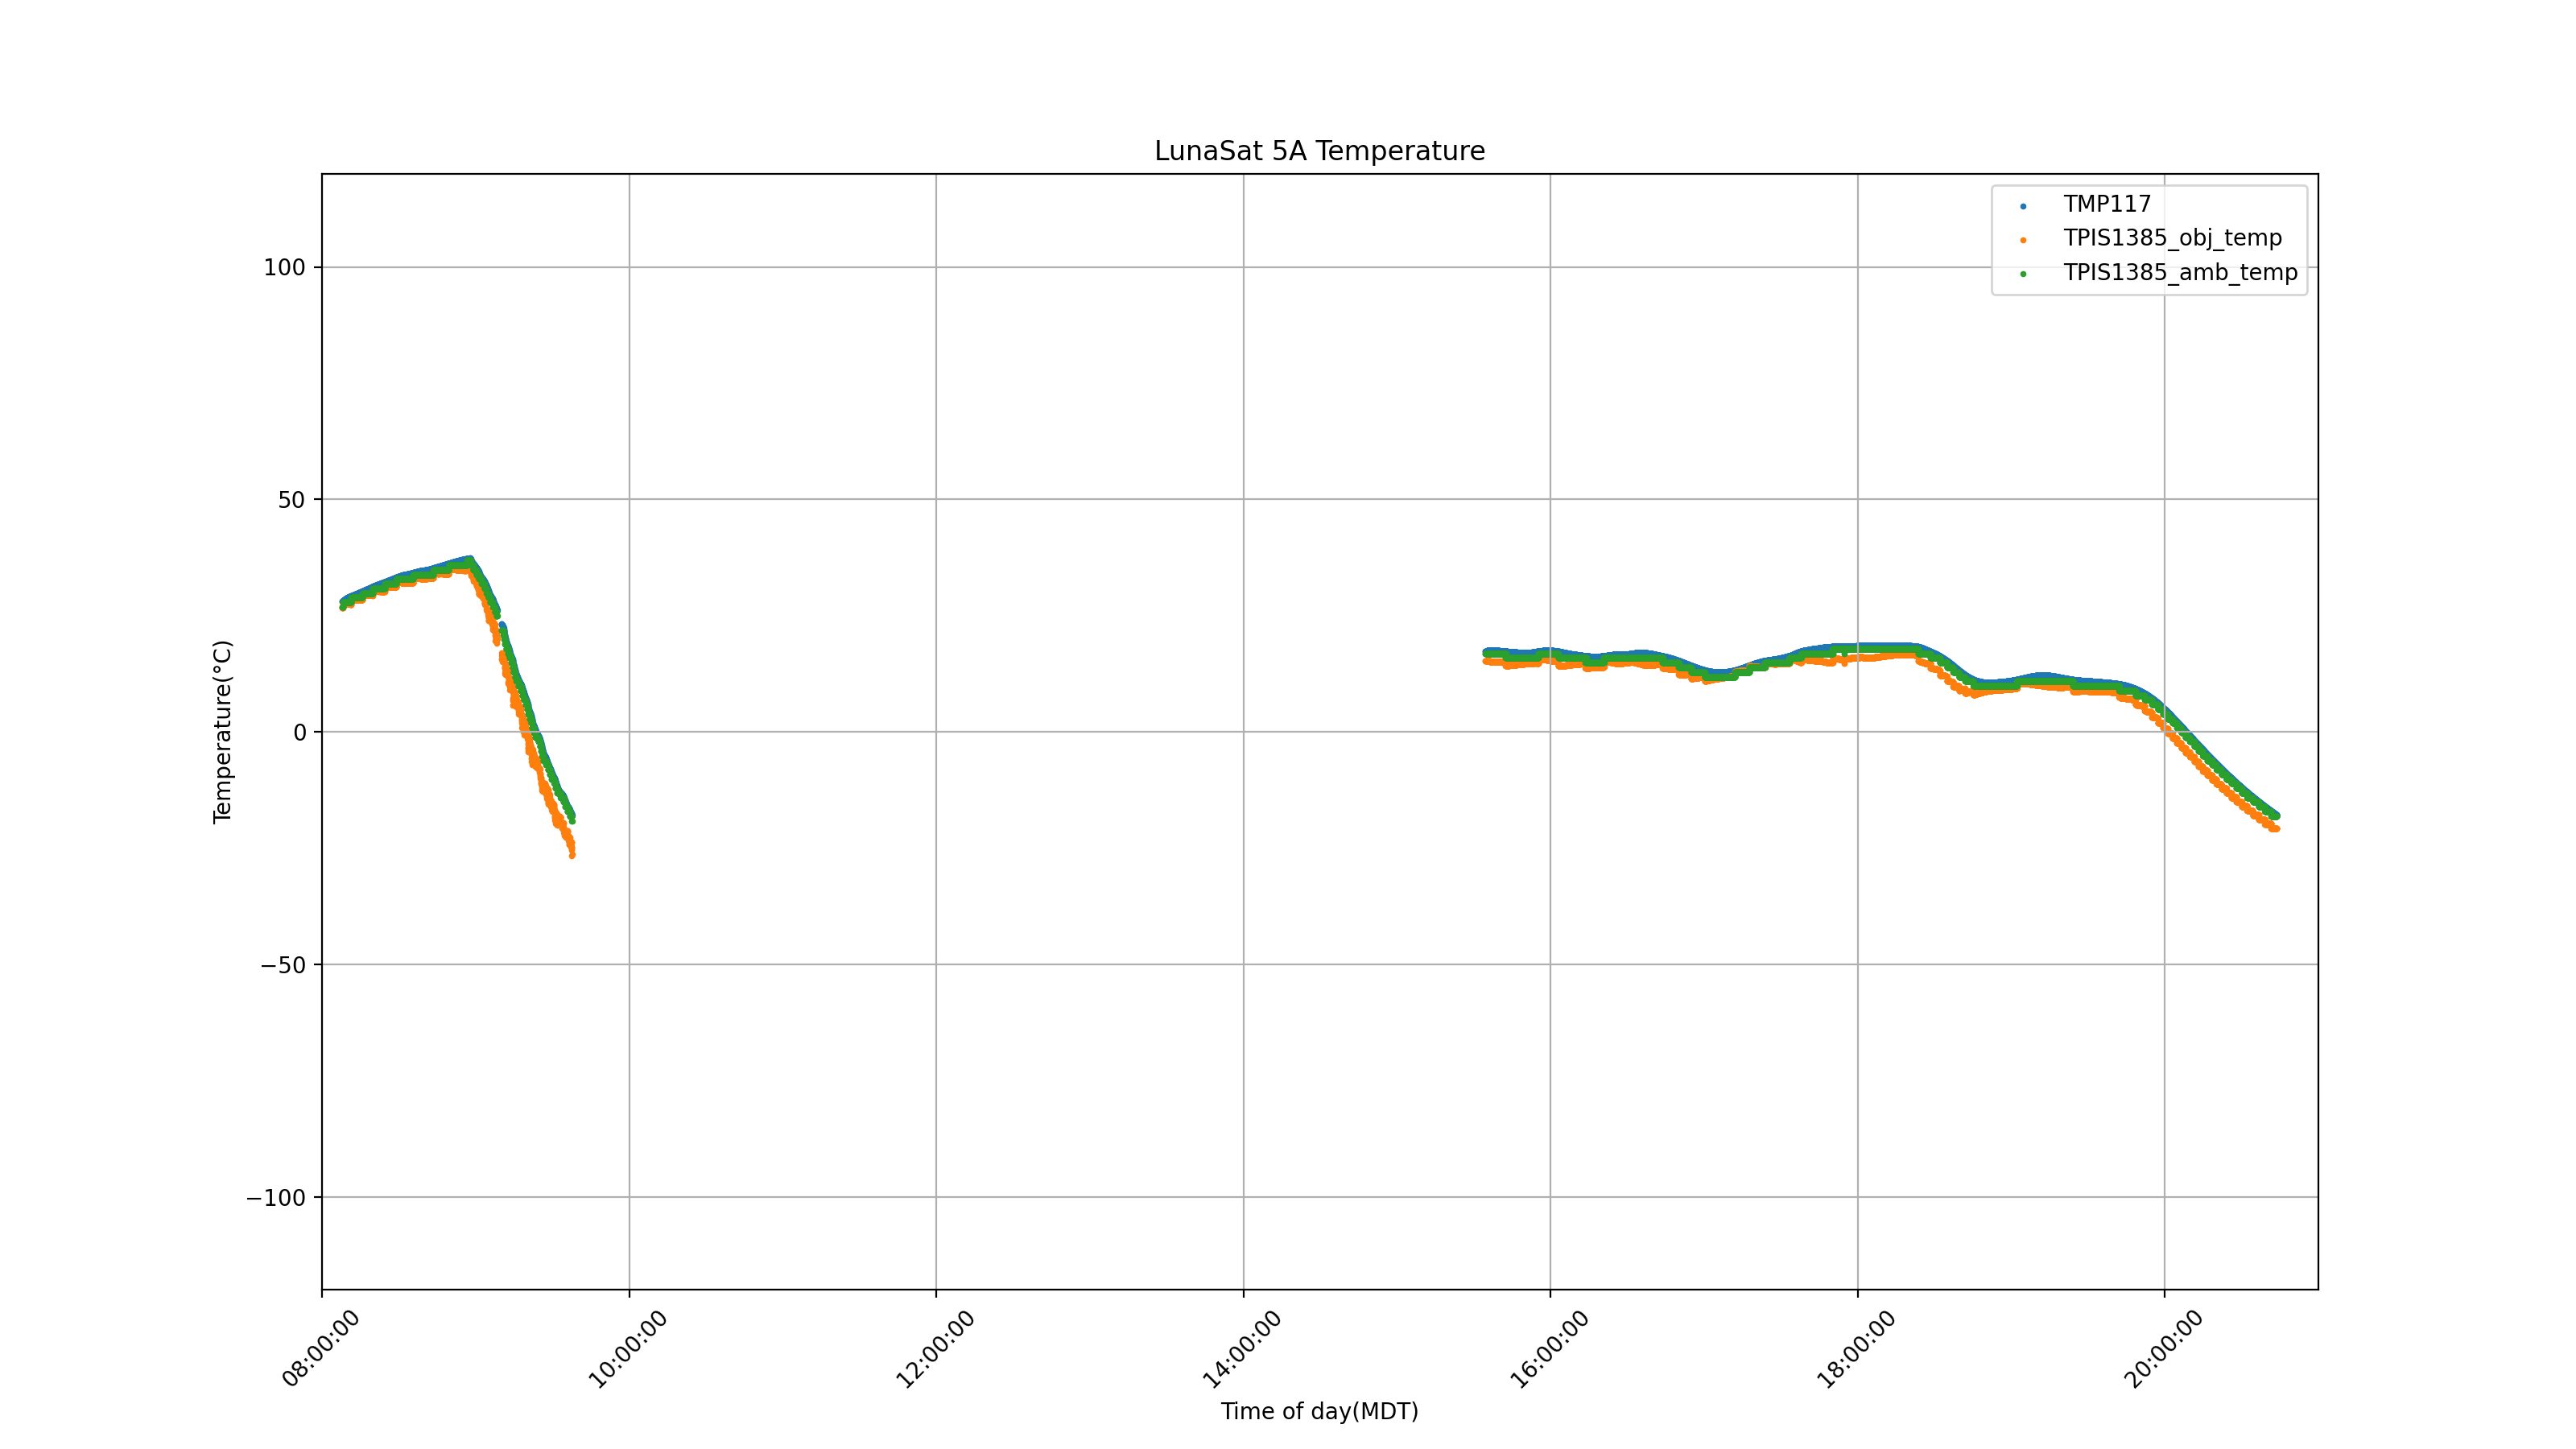 LunaSat 5A Temperature
TMP117
TPIS1385_obj_temp
TPIS1385_amb_temp
100
50
0
−50
−100
Temperature(°C)
08:00:00
10:00:00
12:00:00
14:00:00
16:00:00
18:00:00
20:00:00
Time of day(MDT)